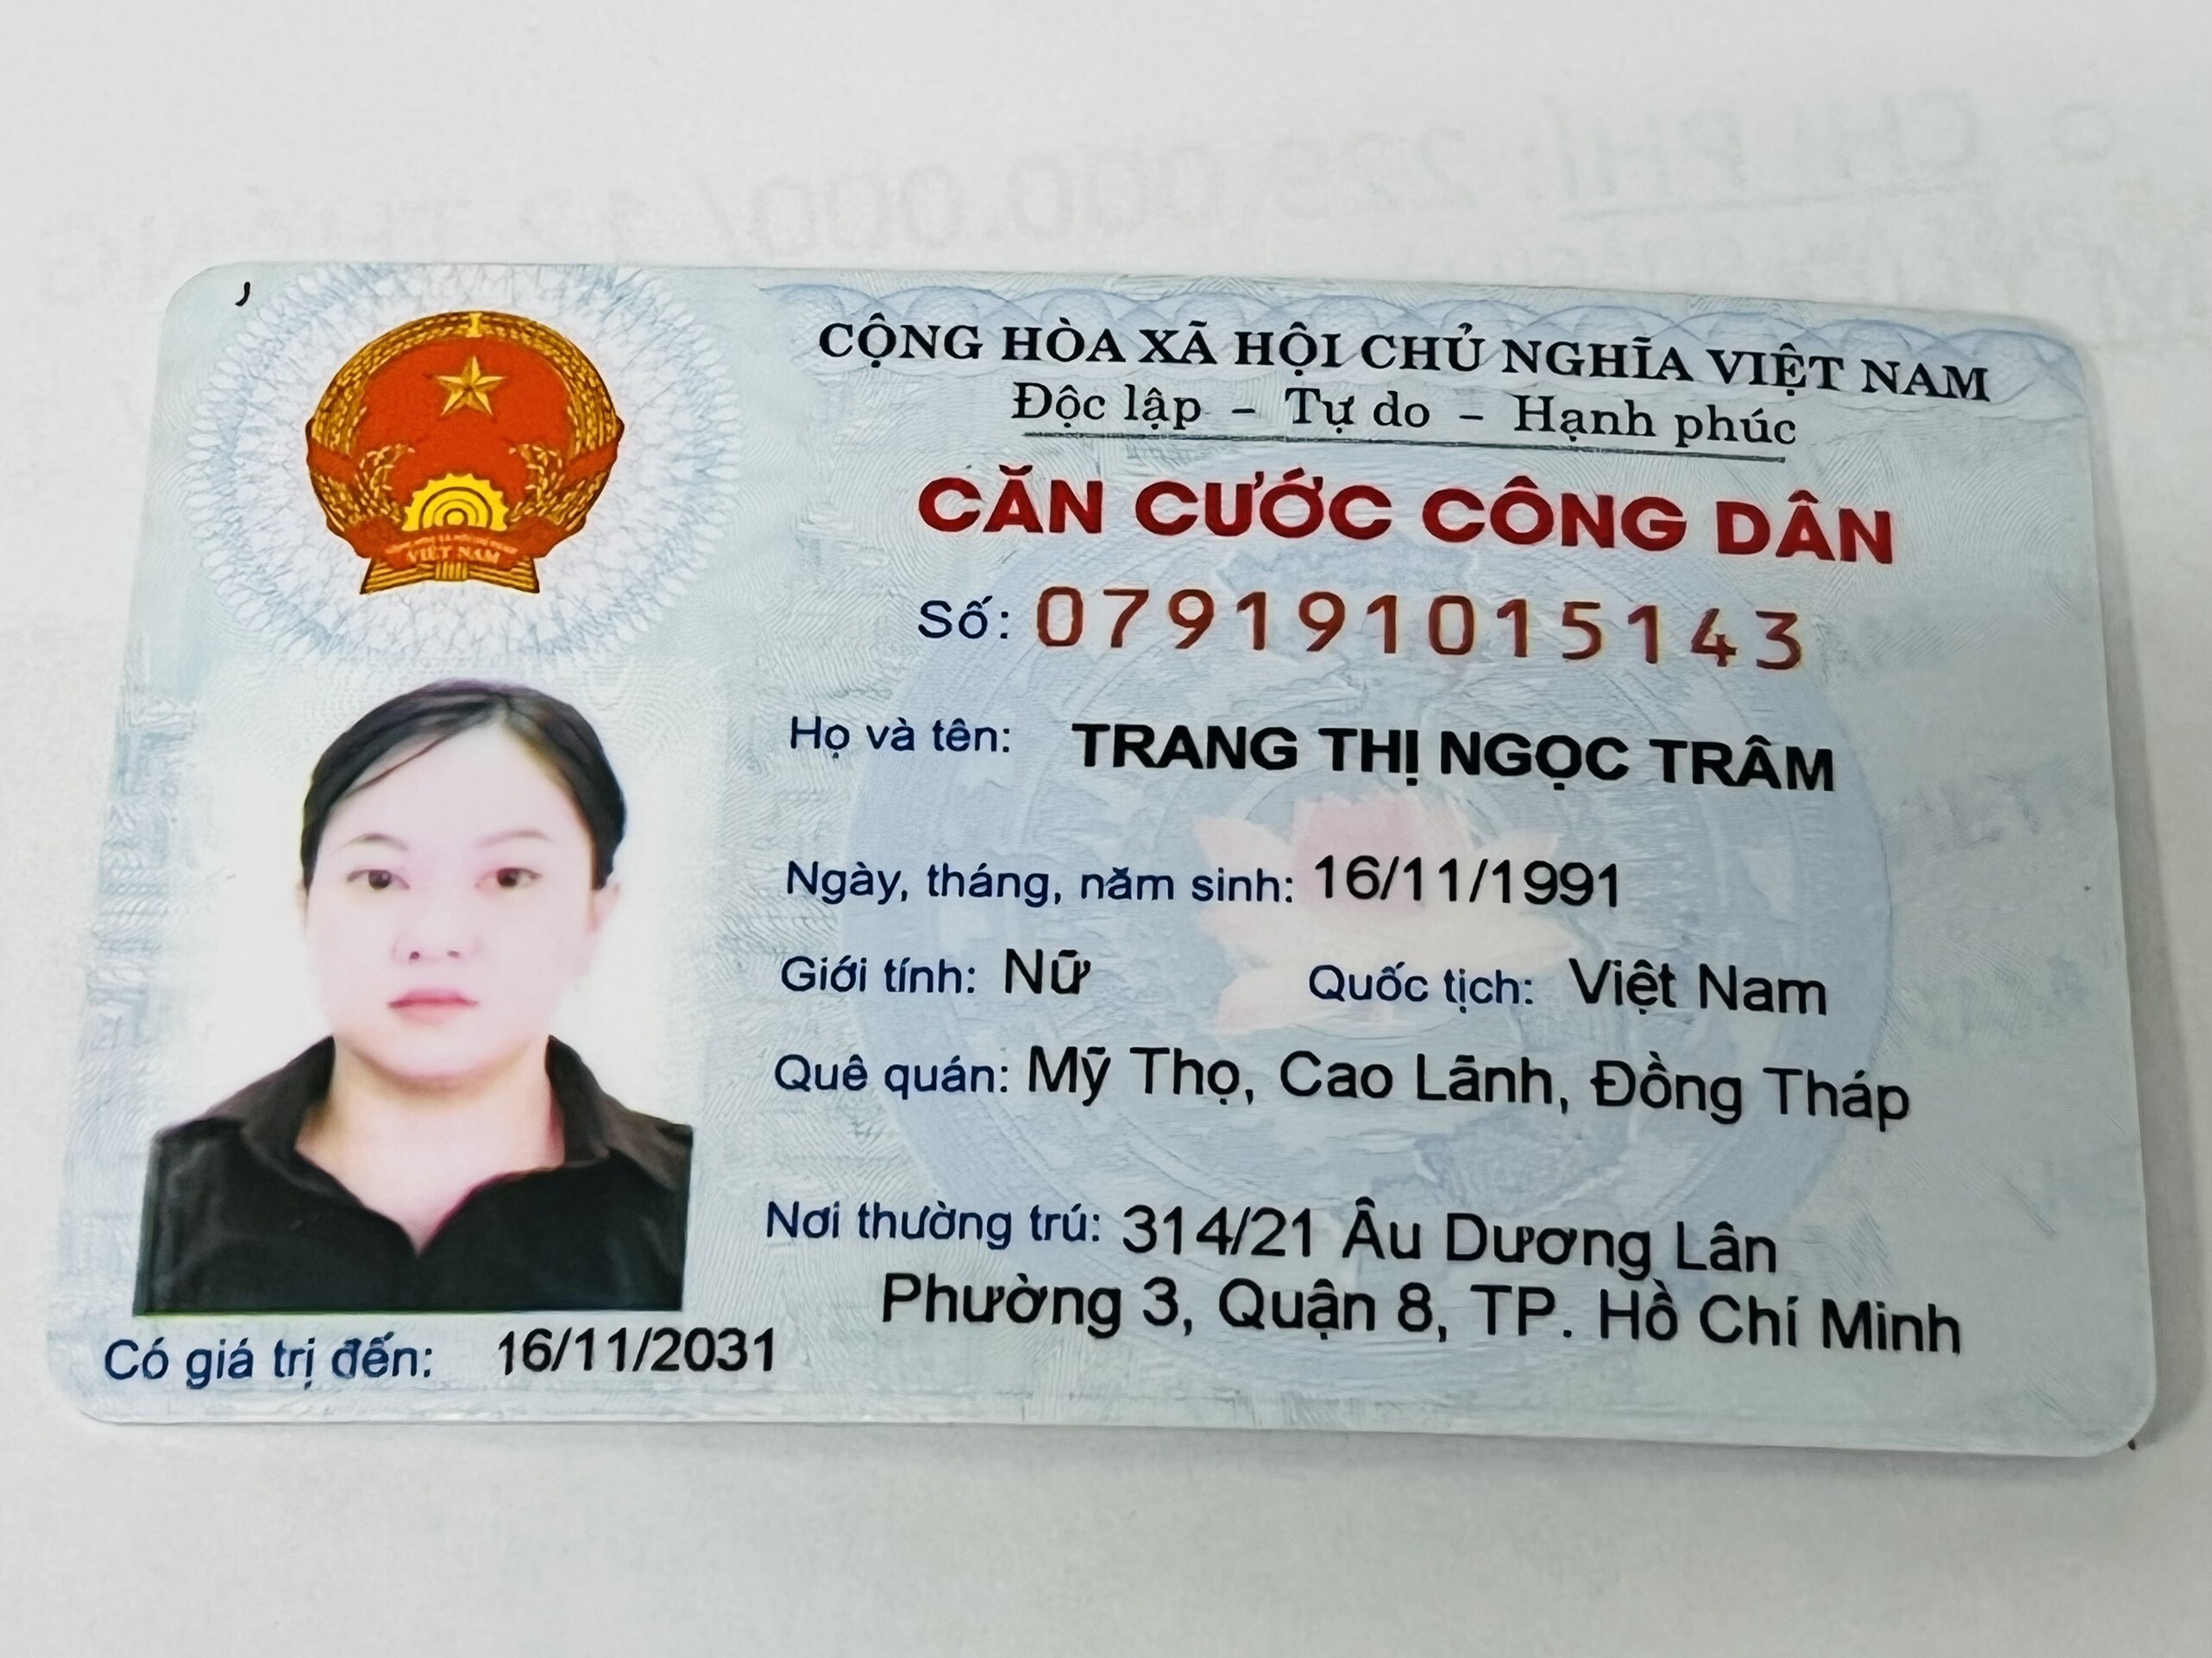 CỘNG HÒA XÃ HỘI CHỦ NGHĨA VIỆT NAM
Độc lập - Tự do - Hạnh phúc
CĂN CƯỚC CÔNG DÂN
Số: 079191015143
Họ và tên: TRANG THỊ NGỌC TRÂM
Ngày, tháng, năm sinh: 16/11/1991
Giới tính: Nữ Quốc tịch: Việt Nam
Quê quán: Mỹ Thọ, Cao Lãnh, Đồng Tháp
Nơi thường trú: 314/21 Âu Dương Lân
Phường 3, Quận 8, TP. Hồ Chí Minh
Có giá trị đến: 16/11/2031
VIỆT NAM